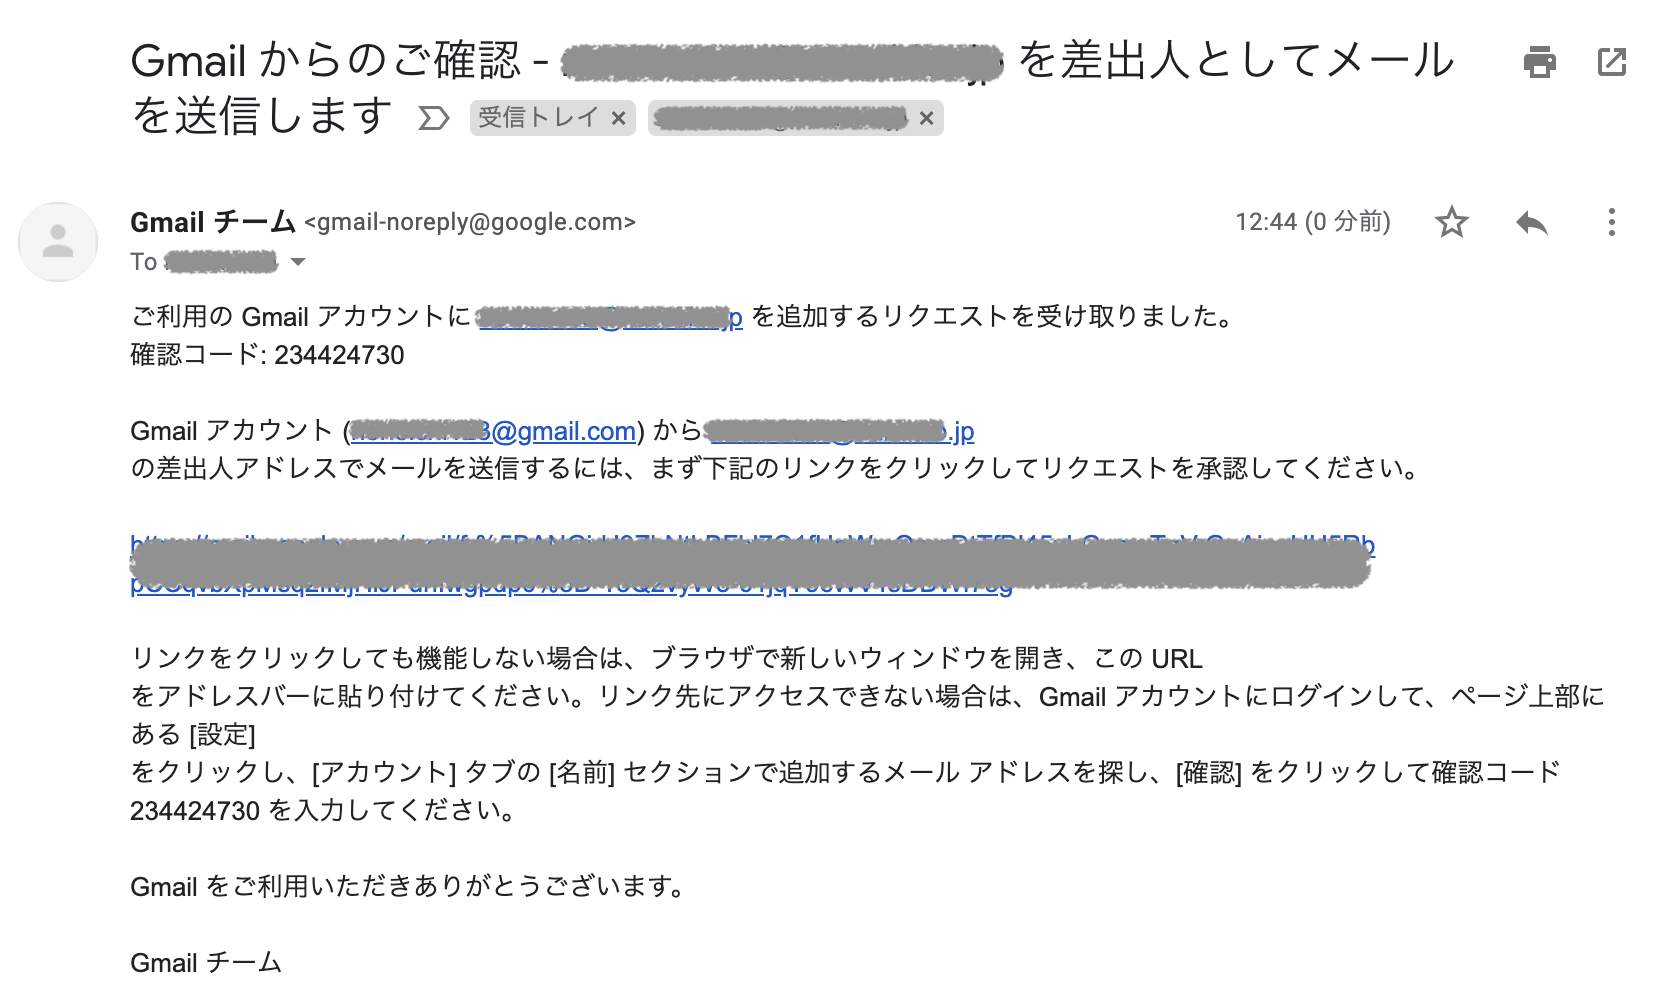 Gmail からのご確認 - を差出人としてメール
を送信します 受信トレイ ×  ×
Gmail チーム <gmail-noreply@google.com> 12:44 (0 分前)
To
ご利用の Gmail アカウントに を追加するリクエストを受け取りました。
確認コード: 234424730
Gmail アカウント (@gmail.com) から .jp
の差出人アドレスでメールを送信するには、まず下記のリンクをクリックしてリクエストを承認してください。
リンクをクリックしても機能しない場合は、ブラウザで新しいウィンドウを開き、この URL
をアドレスバーに貼り付けてください。リンク先にアクセスできない場合は、Gmail アカウントにログインして、ページ上部に
ある [設定]
をクリックし、[アカウント] タブの [名前] セクションで追加するメール アドレスを探し、[確認] をクリックして確認コード
234424730 を入力してください。
Gmail をご利用いただきありがとうございます。
Gmail チーム